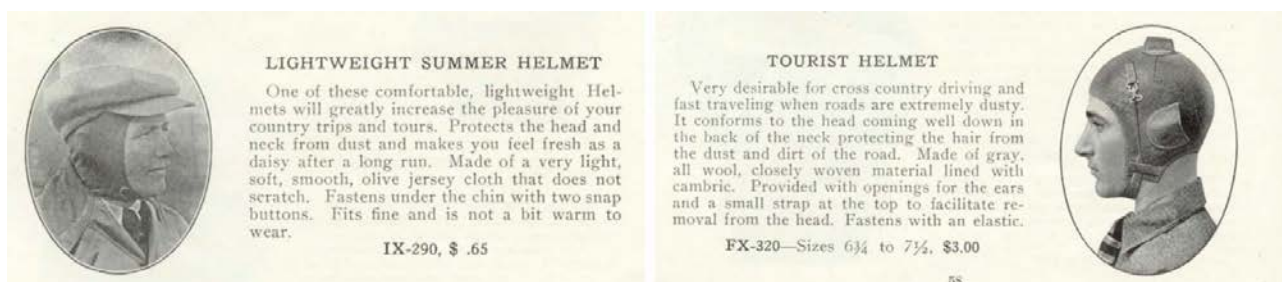 LIGHTWEIGHT SUMMER HELMET
One of these comfortable, lightweight Hel-
mets will greatly increase the pleasure of your
country trips and tours. Protects the head and
neck from dust and makes you feel fresh as a
daisy after a long run. Made of a very light,
soft, smooth, olive jersey cloth that does not
scratch. Fastens under the chin with two snap
buttons. Fits fine and is not a bit warm to
wear.
IX-290, $ .65
TOURIST HELMET
Very desirable for cross country driving and
fast traveling when roads are extremely dusty.
It conforms to the head coming well down in
the back of the neck protecting the hair from
the dust and dirt of the road. Made of gray,
all wool, closely woven material lined with
cambric. Provided with openings for the ears
and a small strap at the top to facilitate re-
moval from the head. Fastens with an elastic.
FX-320—Sizes 6¾ to 7½, $3.00
58